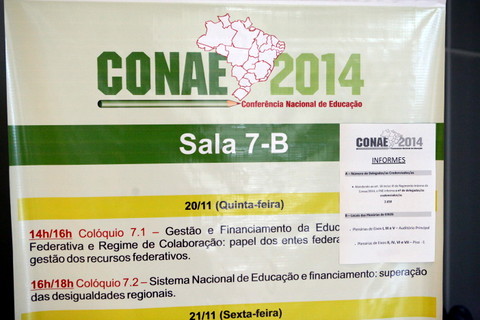 CONAE 2014
Conferência Nacional de Educação
Sala 7-B
20/11 (Quinta-feira)
14h/16h Colóquio 7.1 – Gestão e Financiamento da Educ
Federativa e Regime de Colaboração: papel dos entes federa
gestão dos recursos federativos.
16h/18h Colóquio 7.2 – Sistema Nacional de Educação e financiamento: superação
das desigualdades regionais.
21/11 (Sexta-feira)
CONAE 2014
INFORMES